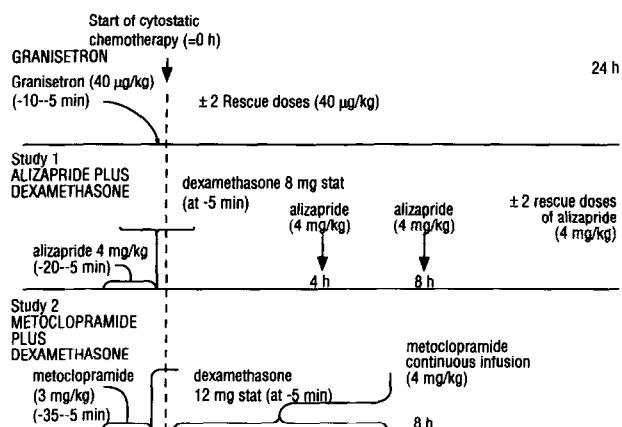 Start of cytostatic
chemotherapy (=0 h)
GRANISETRON
24 h
Granisetron (40 µg/kg)
(-10--5 min)
±2 Rescue doses (40 µg/kg)
Study 1
ALIZAPRIDE PLUS
DEXAMETHASONE
dexamethasone 8 mg stat
(at -5 min)
alizapride
(4 mg/kg)
alizapride
(4 mg/kg)
±2 rescue doses
of alizapride
(4 mg/kg)
alizapride 4 mg/kg
(-20--5 min)
4 h
8 h
Study 2
METOCLOPRAMIDE
PLUS
DEXAMETHASONE
metoclopramide
(3 mg/kg)
(-35--5 min)
dexamethasone
12 mg stat (at -5 min)
metoclopramide
continuous infusion
(4 mg/kg)
8 h